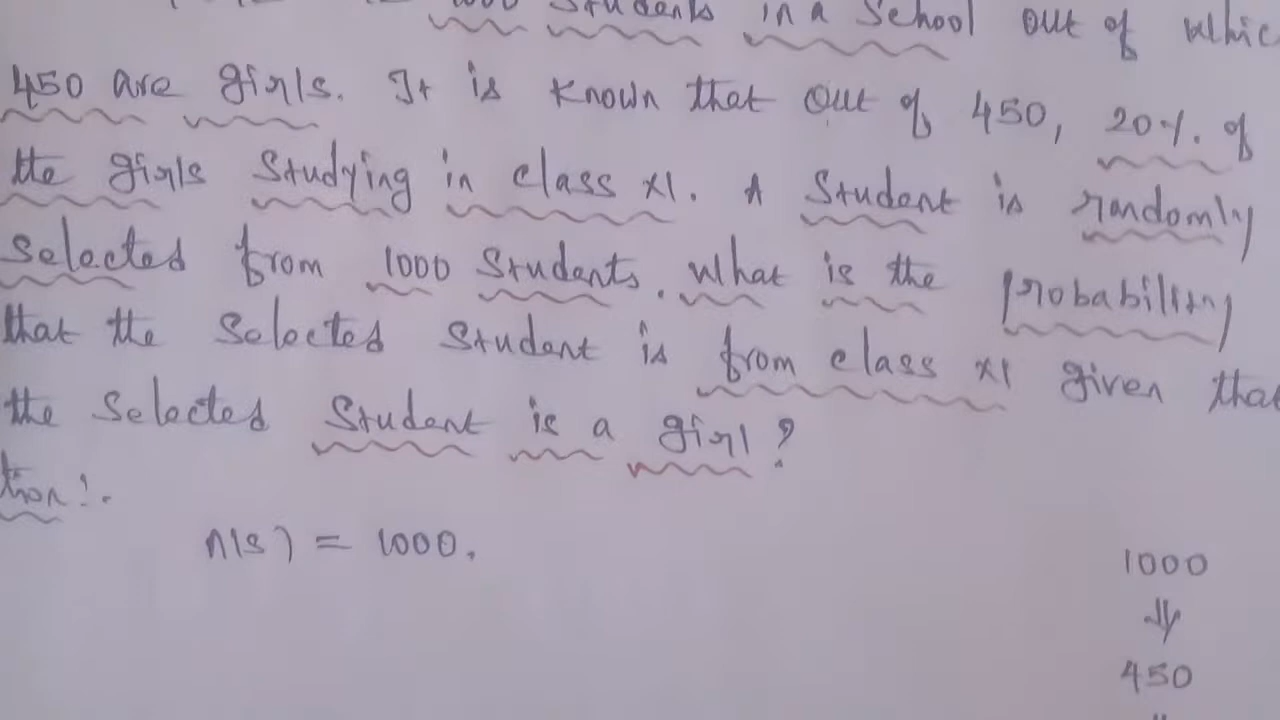 Students in a School out of whic
450 are girls. It is known that out of 450, 20%. of
the girls studying in class XI. A Student is randomly
Selected from 1000 Students. What is the probability
that the Selected Student is from class XI given that
the Selected Student is a girl?
tion:-
n(S) = 1000.
1000
⇓
450